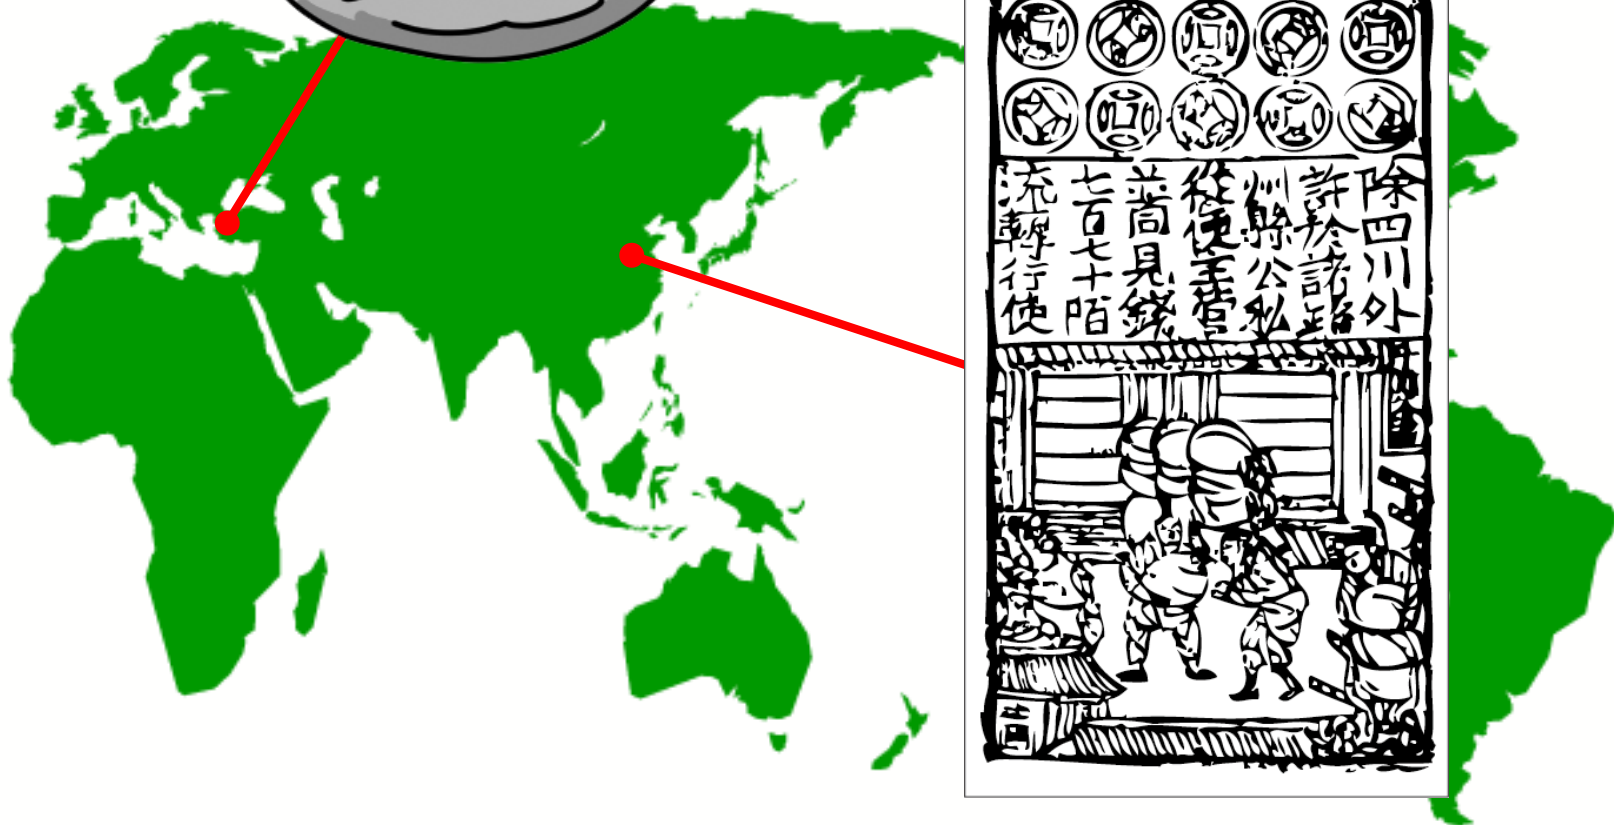 除四川外
許於諸路
州縣公私
從便主管
並同見錢
七百七十陌
流轉行使